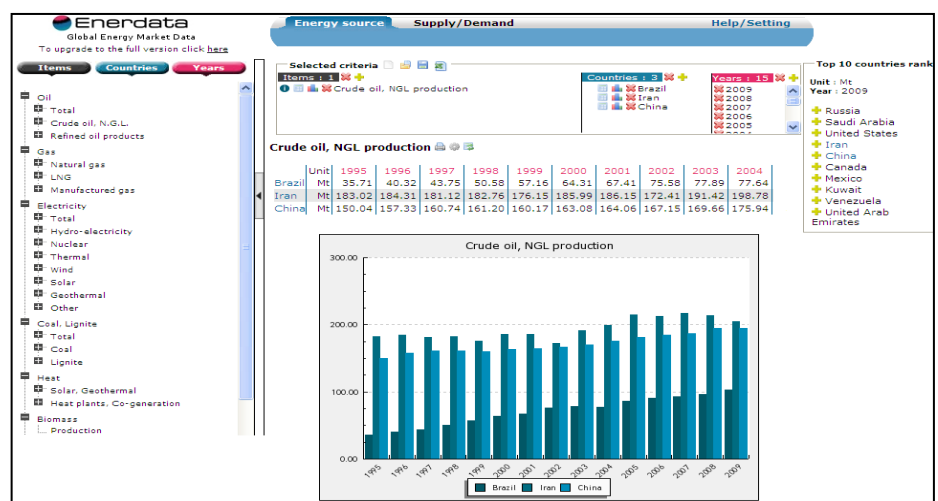 Enerdata
Global Energy Market Data
To upgrade to the full version click here
Items Countries Years
Oil
Total
Crude oil, N.G.L.
Refined oil products
Gas
Natural gas
LNG
Manufactured gas
Electricity
Total
Hydro-electricity
Nuclear
Thermal
Wind
Solar
Geothermal
Other
Coal, Lignite
Total
Coal
Lignite
Heat
Solar, Geothermal
Heat plants, Co-generation
Biomass
Production
Energy source Supply/Demand Help/Setting
Selected criteria
Items : 1
Crude oil, NGL production
Countries : 3
Brazil
Iran
China
Years : 15
2009
2008
2007
2006
2005
Top 10 countries rank
Unit : Mt
Year : 2009
Russia
Saudi Arabia
United States
Iran
China
Canada
Mexico
Kuwait
Venezuela
United Arab
Emirates
Crude oil, NGL production
Unit 1995 1996 1997 1998 1999 2000 2001 2002 2003 2004
Brazil Mt 35.71 40.32 43.75 50.58 57.16 64.31 67.41 75.58 77.89 77.64
Iran Mt 183.02 184.31 181.12 182.76 176.15 185.99 186.15 172.41 191.42 198.78
China Mt 150.04 157.33 160.74 161.20 160.17 163.08 164.06 167.15 169.66 175.94
Crude oil, NGL production
300.00
200.00
100.00
0.00
1995 1996 1997 1998 1999 2000 2001 2002 2003 2004 2005 2006 2007 2008 2009
Brazil Iran China